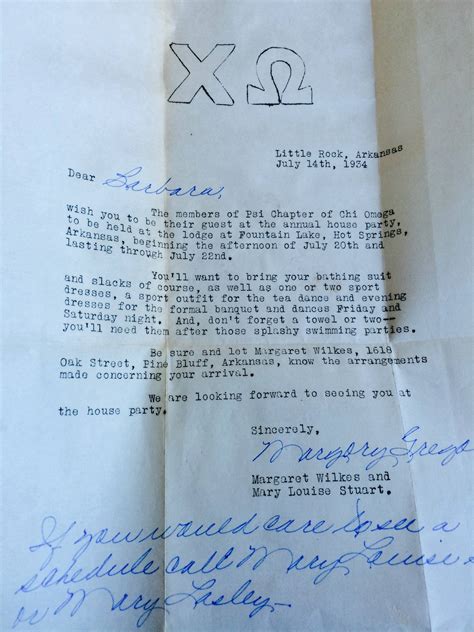 ΧΩ
Little Rock, Arkansas
July 14th, 1934
Dear Barbara,
The members of Psi Chapter of Chi Omega
wish you to be their guest at the annual house party,
to be held at the lodge at Fountain Lake, Hot Springs,
Arkansas, beginning the afternoon of July 20th and
lasting through July 22nd.
You'll want to bring your bathing suit
and slacks of course, as well as one or two sport
dresses, a sport outfit for the tea dance and evening
dresses for the formal banquet and dances Friday and
Saturday night. And, don't forget a towel or two--
you'll need them after those splashy swimming parties.
Be sure and let Margaret Wilkes, 1618
Oak Street, Pine Bluff, Arkansas, know the arrangements
made concerning your arrival.
We are looking forward to seeing you at
the house party.
Sincerely,
Margory
Margaret Wilkes and
Mary Louise Stuart.
If you would care to see a
schedule call Mary Louise
or Mary Lasley.